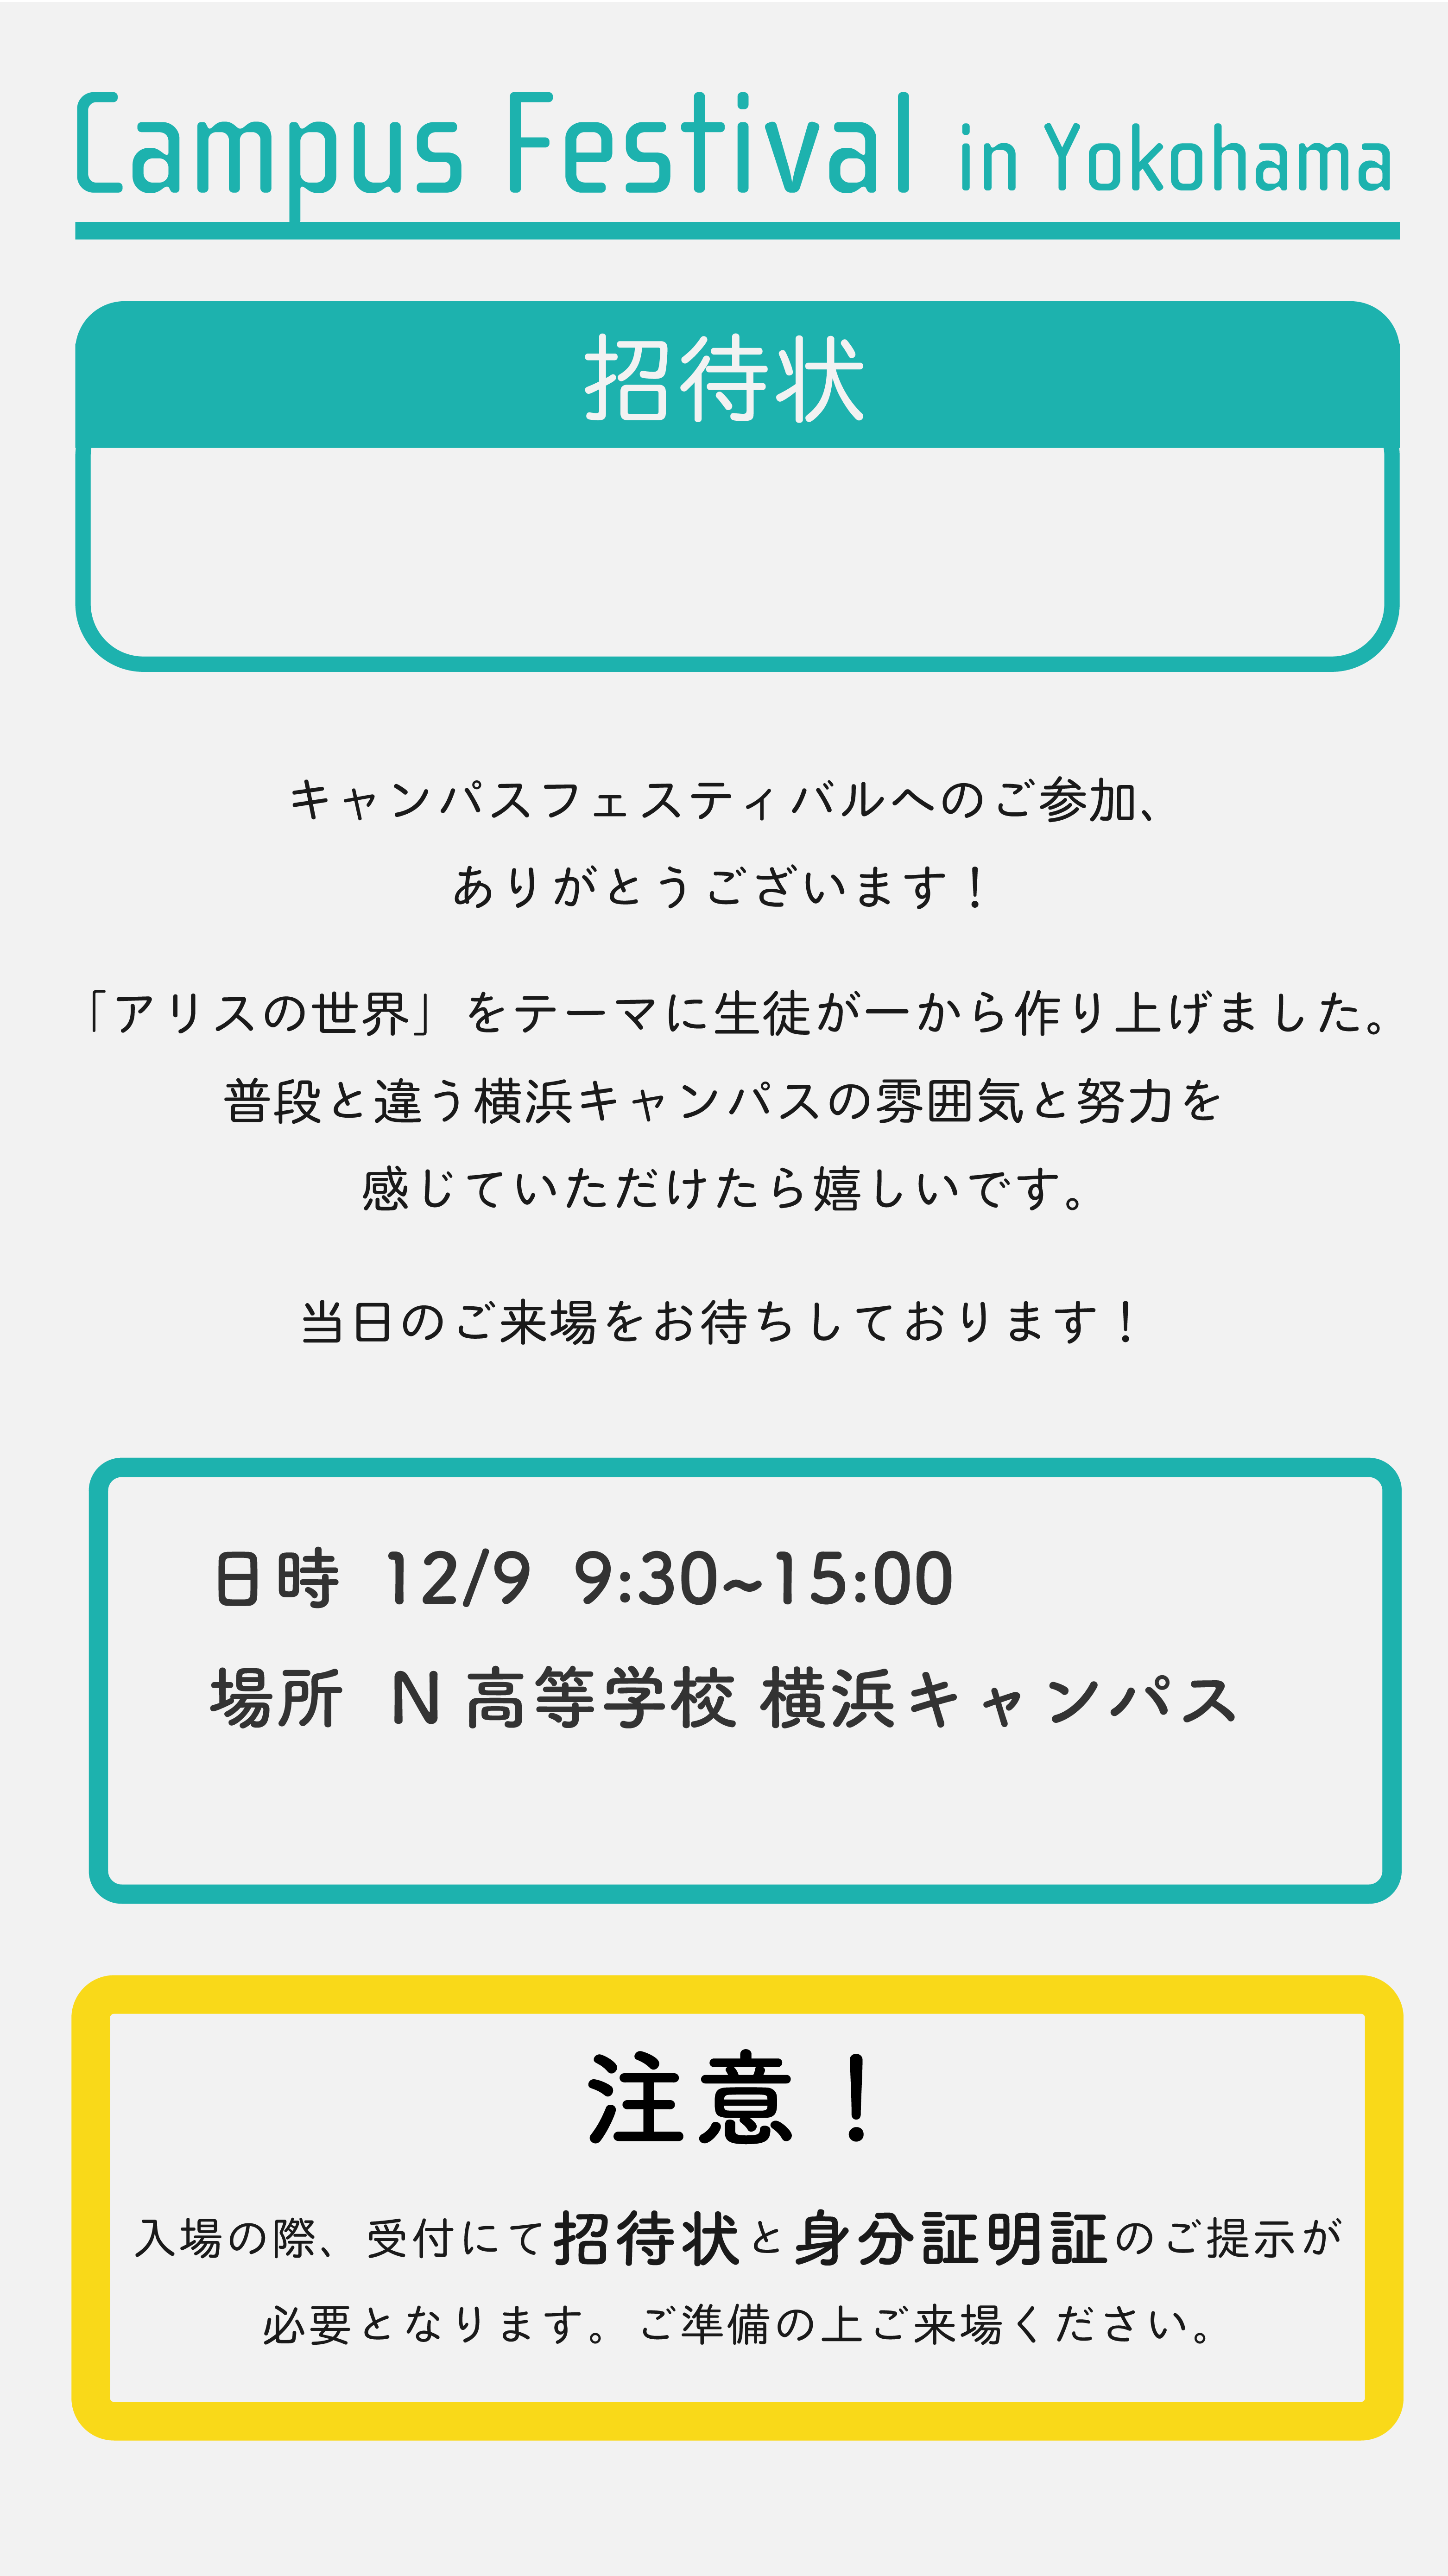 Campus Festival in Yokohama
招待状
キャンパスフェスティバルへのご参加、
ありがとうございます！
「アリスの世界」をテーマに生徒が一から作り上げました。
普段と違う横浜キャンパスの雰囲気と努力を
感じていただけたら嬉しいです。
当日のご来場をお待ちしております！
日時 12/9 9:30~15:00
場所 N高等学校 横浜キャンパス
注意！
入場の際、受付にて招待状と身分証明証のご提示が
必要となります。ご準備の上ご来場ください。